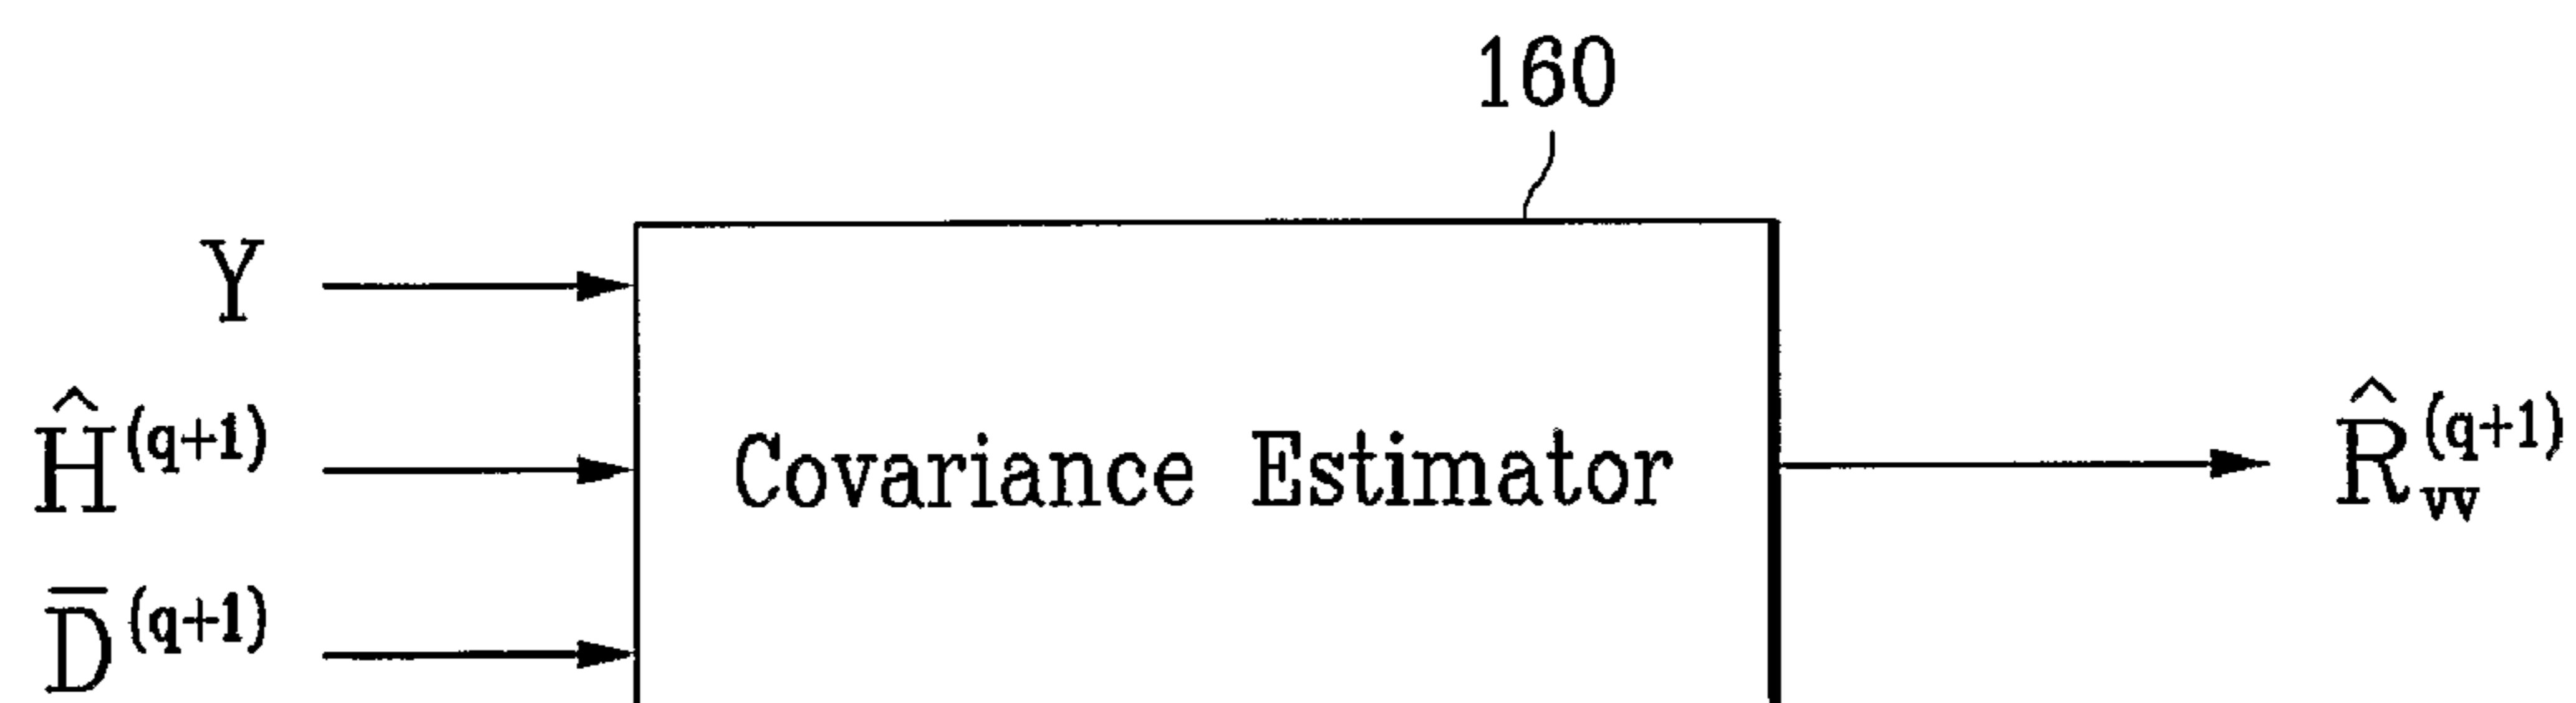 160
Y
Ĥ^(q+1)
Covariance Estimator
R̂_vv^(q+1)
D̅^(q+1)